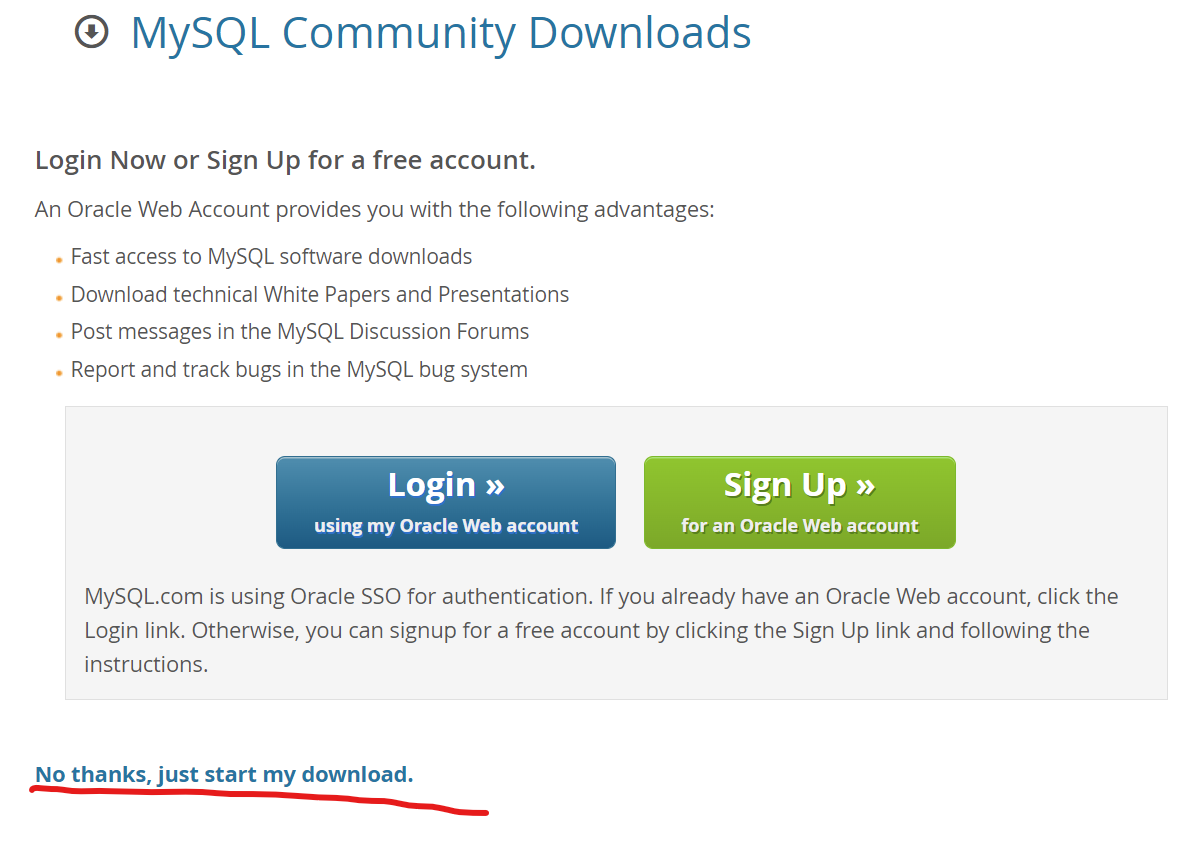 MySQL Community Downloads
Login Now or Sign Up for a free account.
An Oracle Web Account provides you with the following advantages:
Fast access to MySQL software downloads
Download technical White Papers and Presentations
Post messages in the MySQL Discussion Forums
Report and track bugs in the MySQL bug system
Login »
using my Oracle Web account
Sign Up »
for an Oracle Web account
MySQL.com is using Oracle SSO for authentication. If you already have an Oracle Web account, click the
Login link. Otherwise, you can signup for a free account by clicking the Sign Up link and following the
instructions.
No thanks, just start my download.